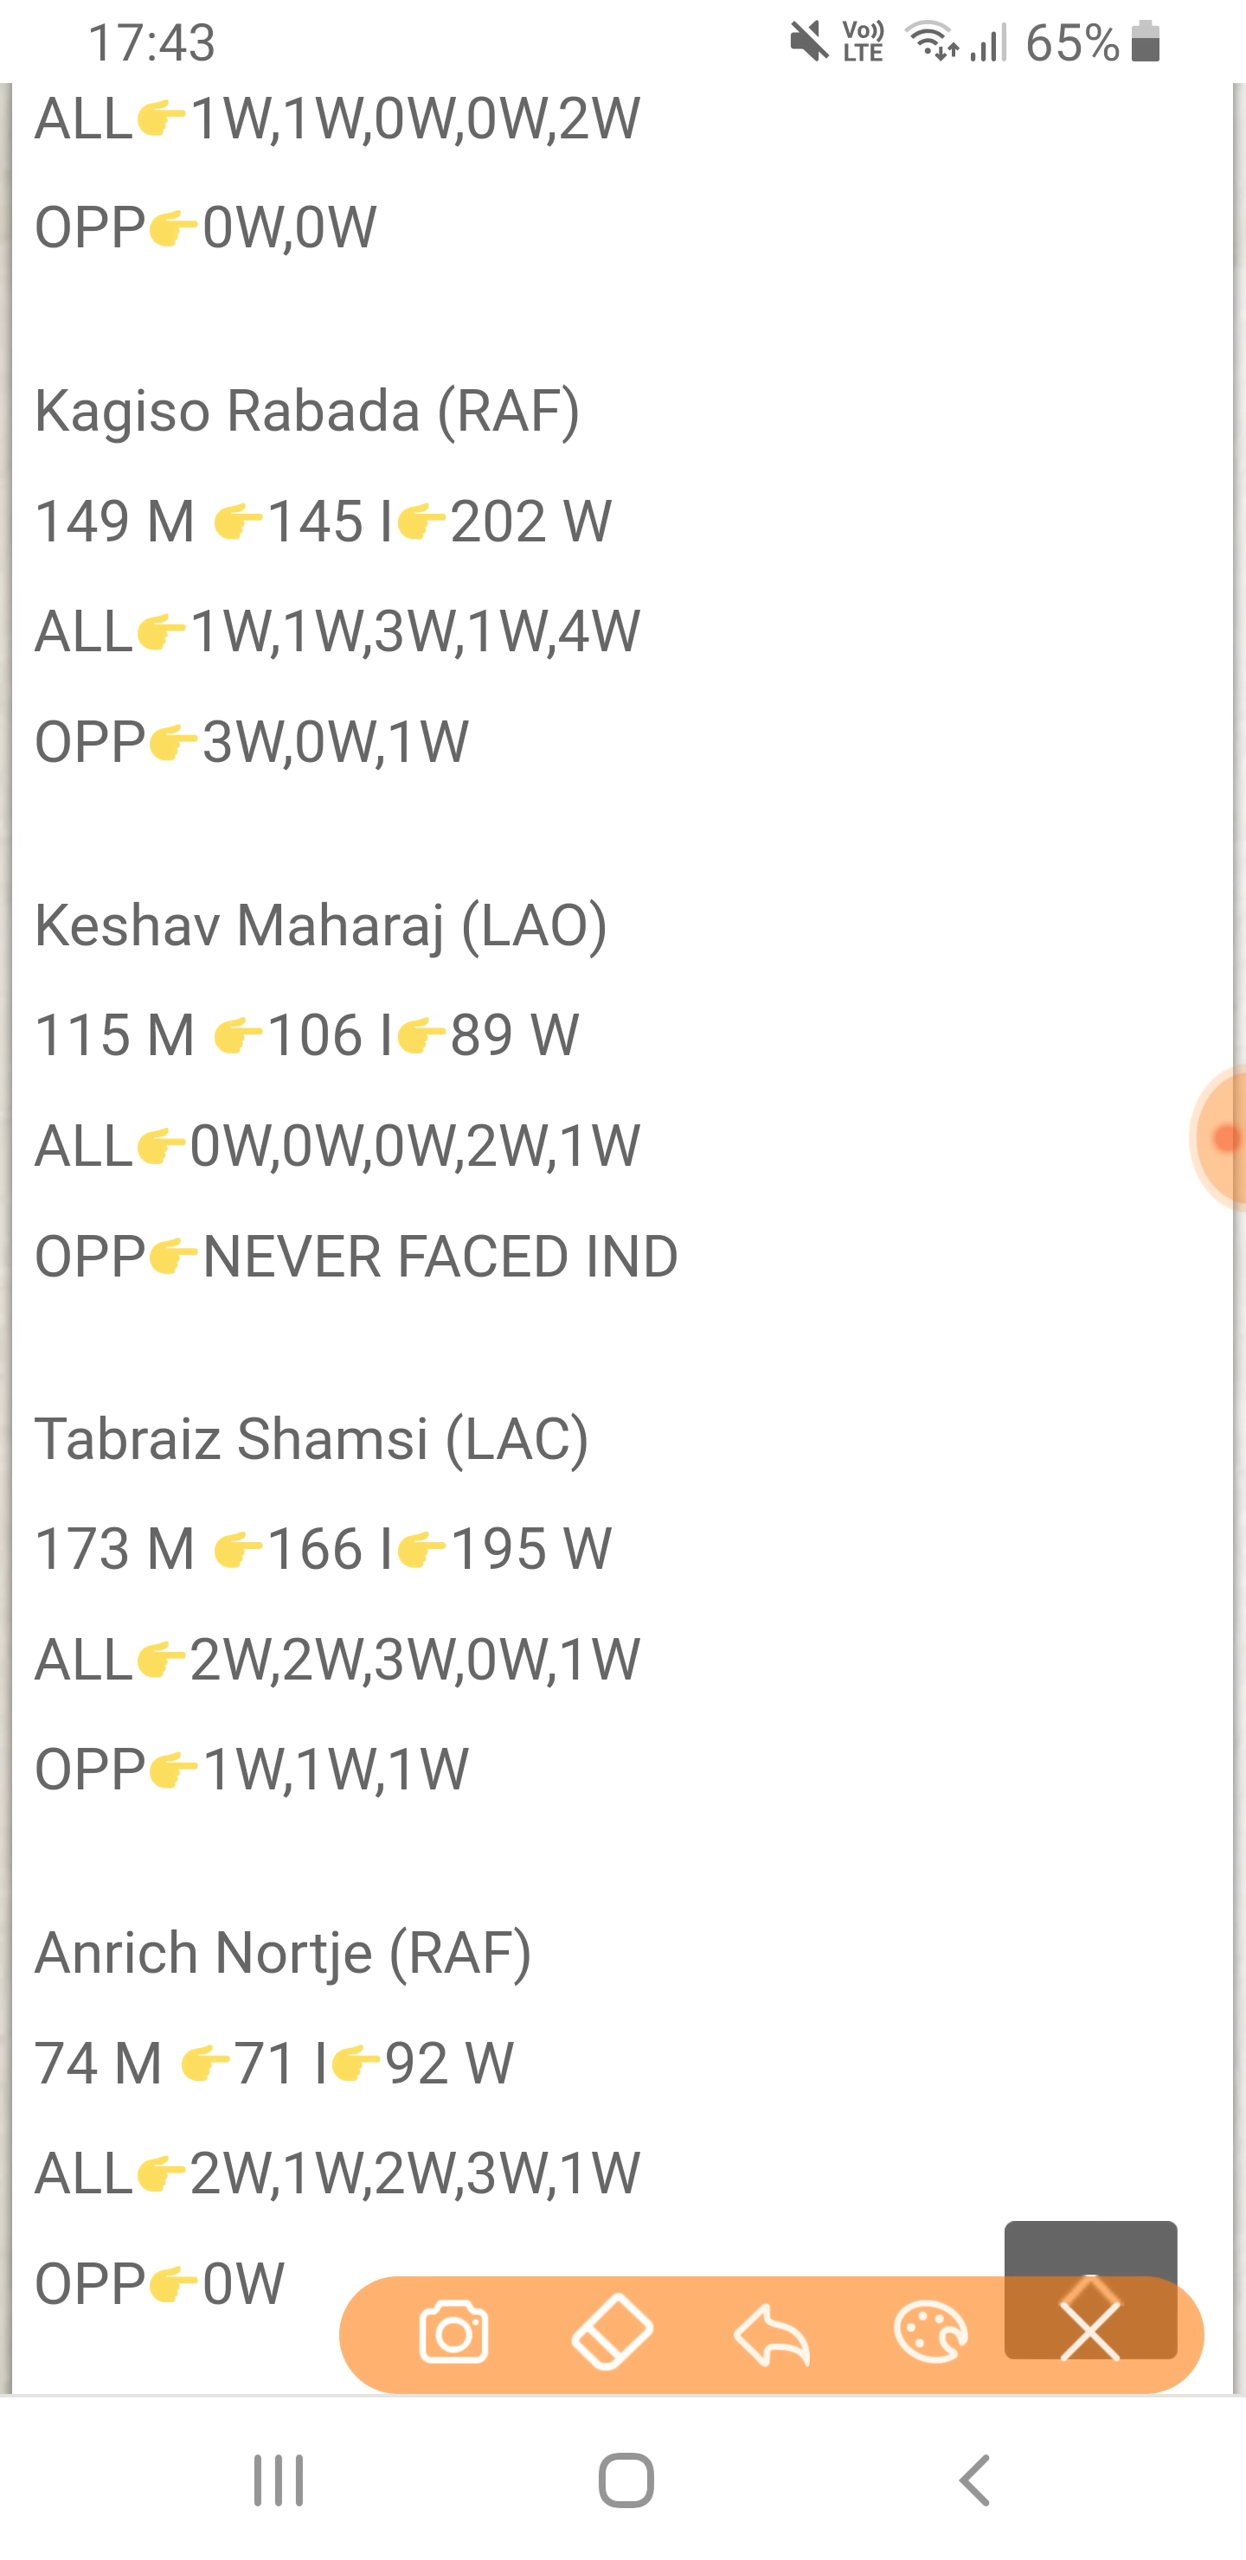 17:43 Vo)) LTE 65%
ALL👉1W,1W,0W,0W,2W
OPP👉0W,0W
Kagiso Rabada (RAF)
149 M 👉145 I👉202 W
ALL👉1W,1W,3W,1W,4W
OPP👉3W,0W,1W
Keshav Maharaj (LAO)
115 M 👉106 I👉89 W
ALL👉0W,0W,0W,2W,1W
OPP👉NEVER FACED IND
Tabraiz Shamsi (LAC)
173 M 👉166 I👉195 W
ALL👉2W,2W,3W,0W,1W
OPP👉1W,1W,1W
Anrich Nortje (RAF)
74 M 👉71 I👉92 W
ALL👉2W,1W,2W,3W,1W
OPP👉0W